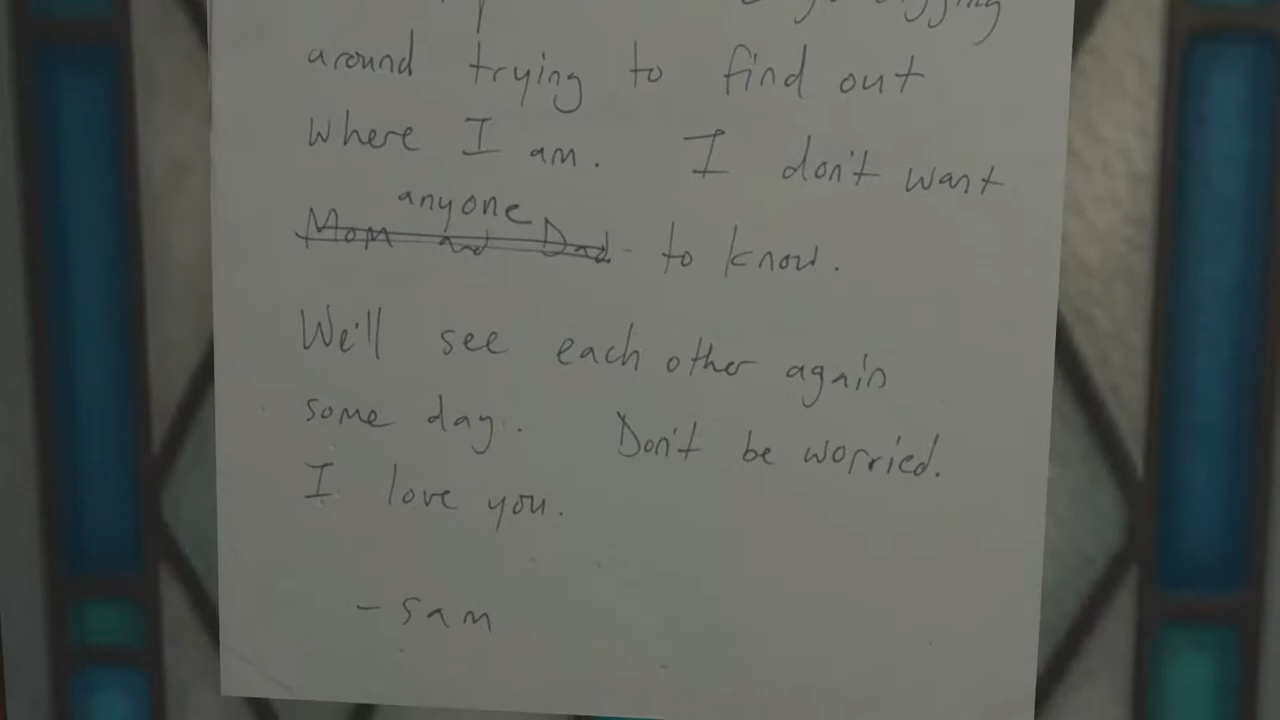 around trying to find out
where I am. I don't want
anyone
Mom and Dad to know.
We'll see each other again
some day. Don't be worried.
I love you.
- Sam